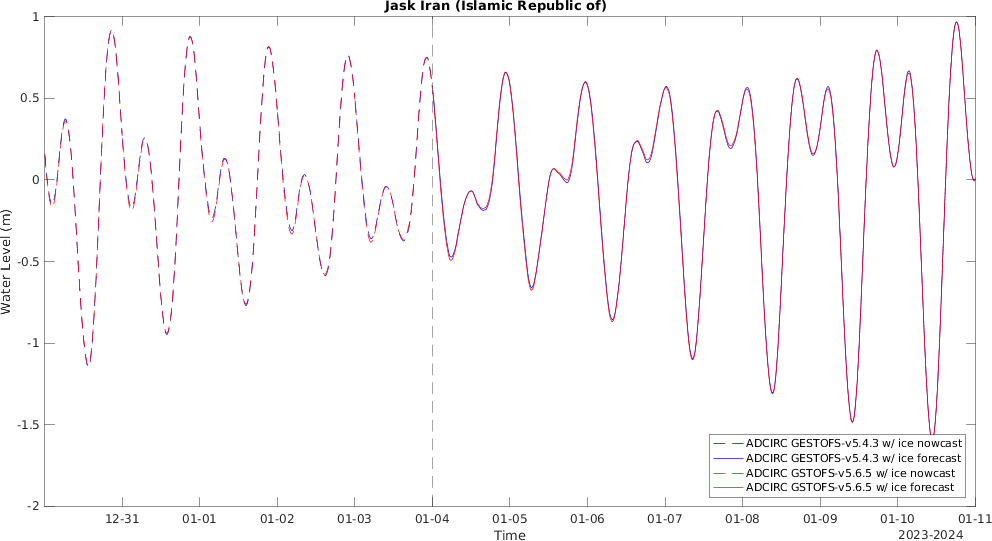 Jask Iran (Islamic Republic of)
1
0.5
0
-0.5
-1
-1.5
-2
Water Level (m)
ADCIRC GESTOFS-v5.4.3 w/ ice nowcast
ADCIRC GESTOFS-v5.4.3 w/ ice forecast
ADCIRC GSTOFS-v5.6.5 w/ ice nowcast
ADCIRC GSTOFS-v5.6.5 w/ ice forecast
12-31 01-01 01-02 01-03 01-04 01-05 01-06 01-07 01-08 01-09 01-10 01-11
Time
2023-2024